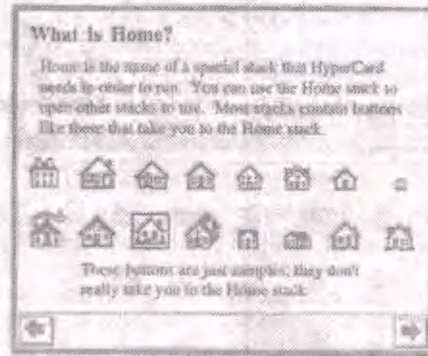 What is Home?
Home is the name of a special stack that HyperCard
needs in order to run. You can use the Home stack to
open other stacks to use. Most stacks contain buttons
like these that take you to the Home stack.
These buttons are just samples; they don't
really take you to the Home stack.